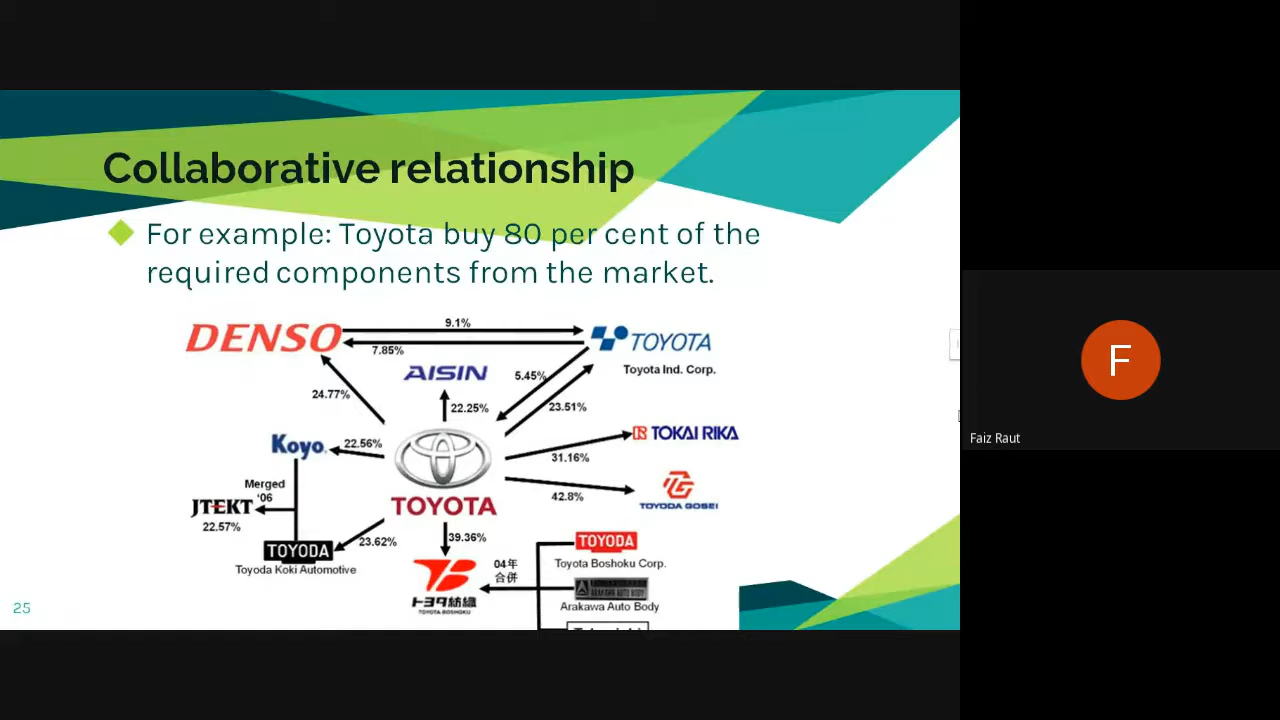 Collaborative relationship
For example: Toyota buy 80 per cent of the
required components from the market.
DENSO
9.1%
7.85%
TOYOTA
Toyota Ind. Corp.
AISIN
5.45%
24.77%
22.25%
23.51%
Koyo
22.56%
TOKAI RIKA
31.16%
Merged
'06
JTEKT
22.57%
TOYOTA
42.8%
TOYODA GOSEI
TOYODA
Toyoda Koki Automotive
23.62%
39.36%
04年
合併
トヨタ紡織
TOYOTA BOSHOKU
TOYODA
Toyota Boshoku Corp.
ARAKAWA AUTO BODY
Arakawa Auto Body
25
F
Faiz Raut